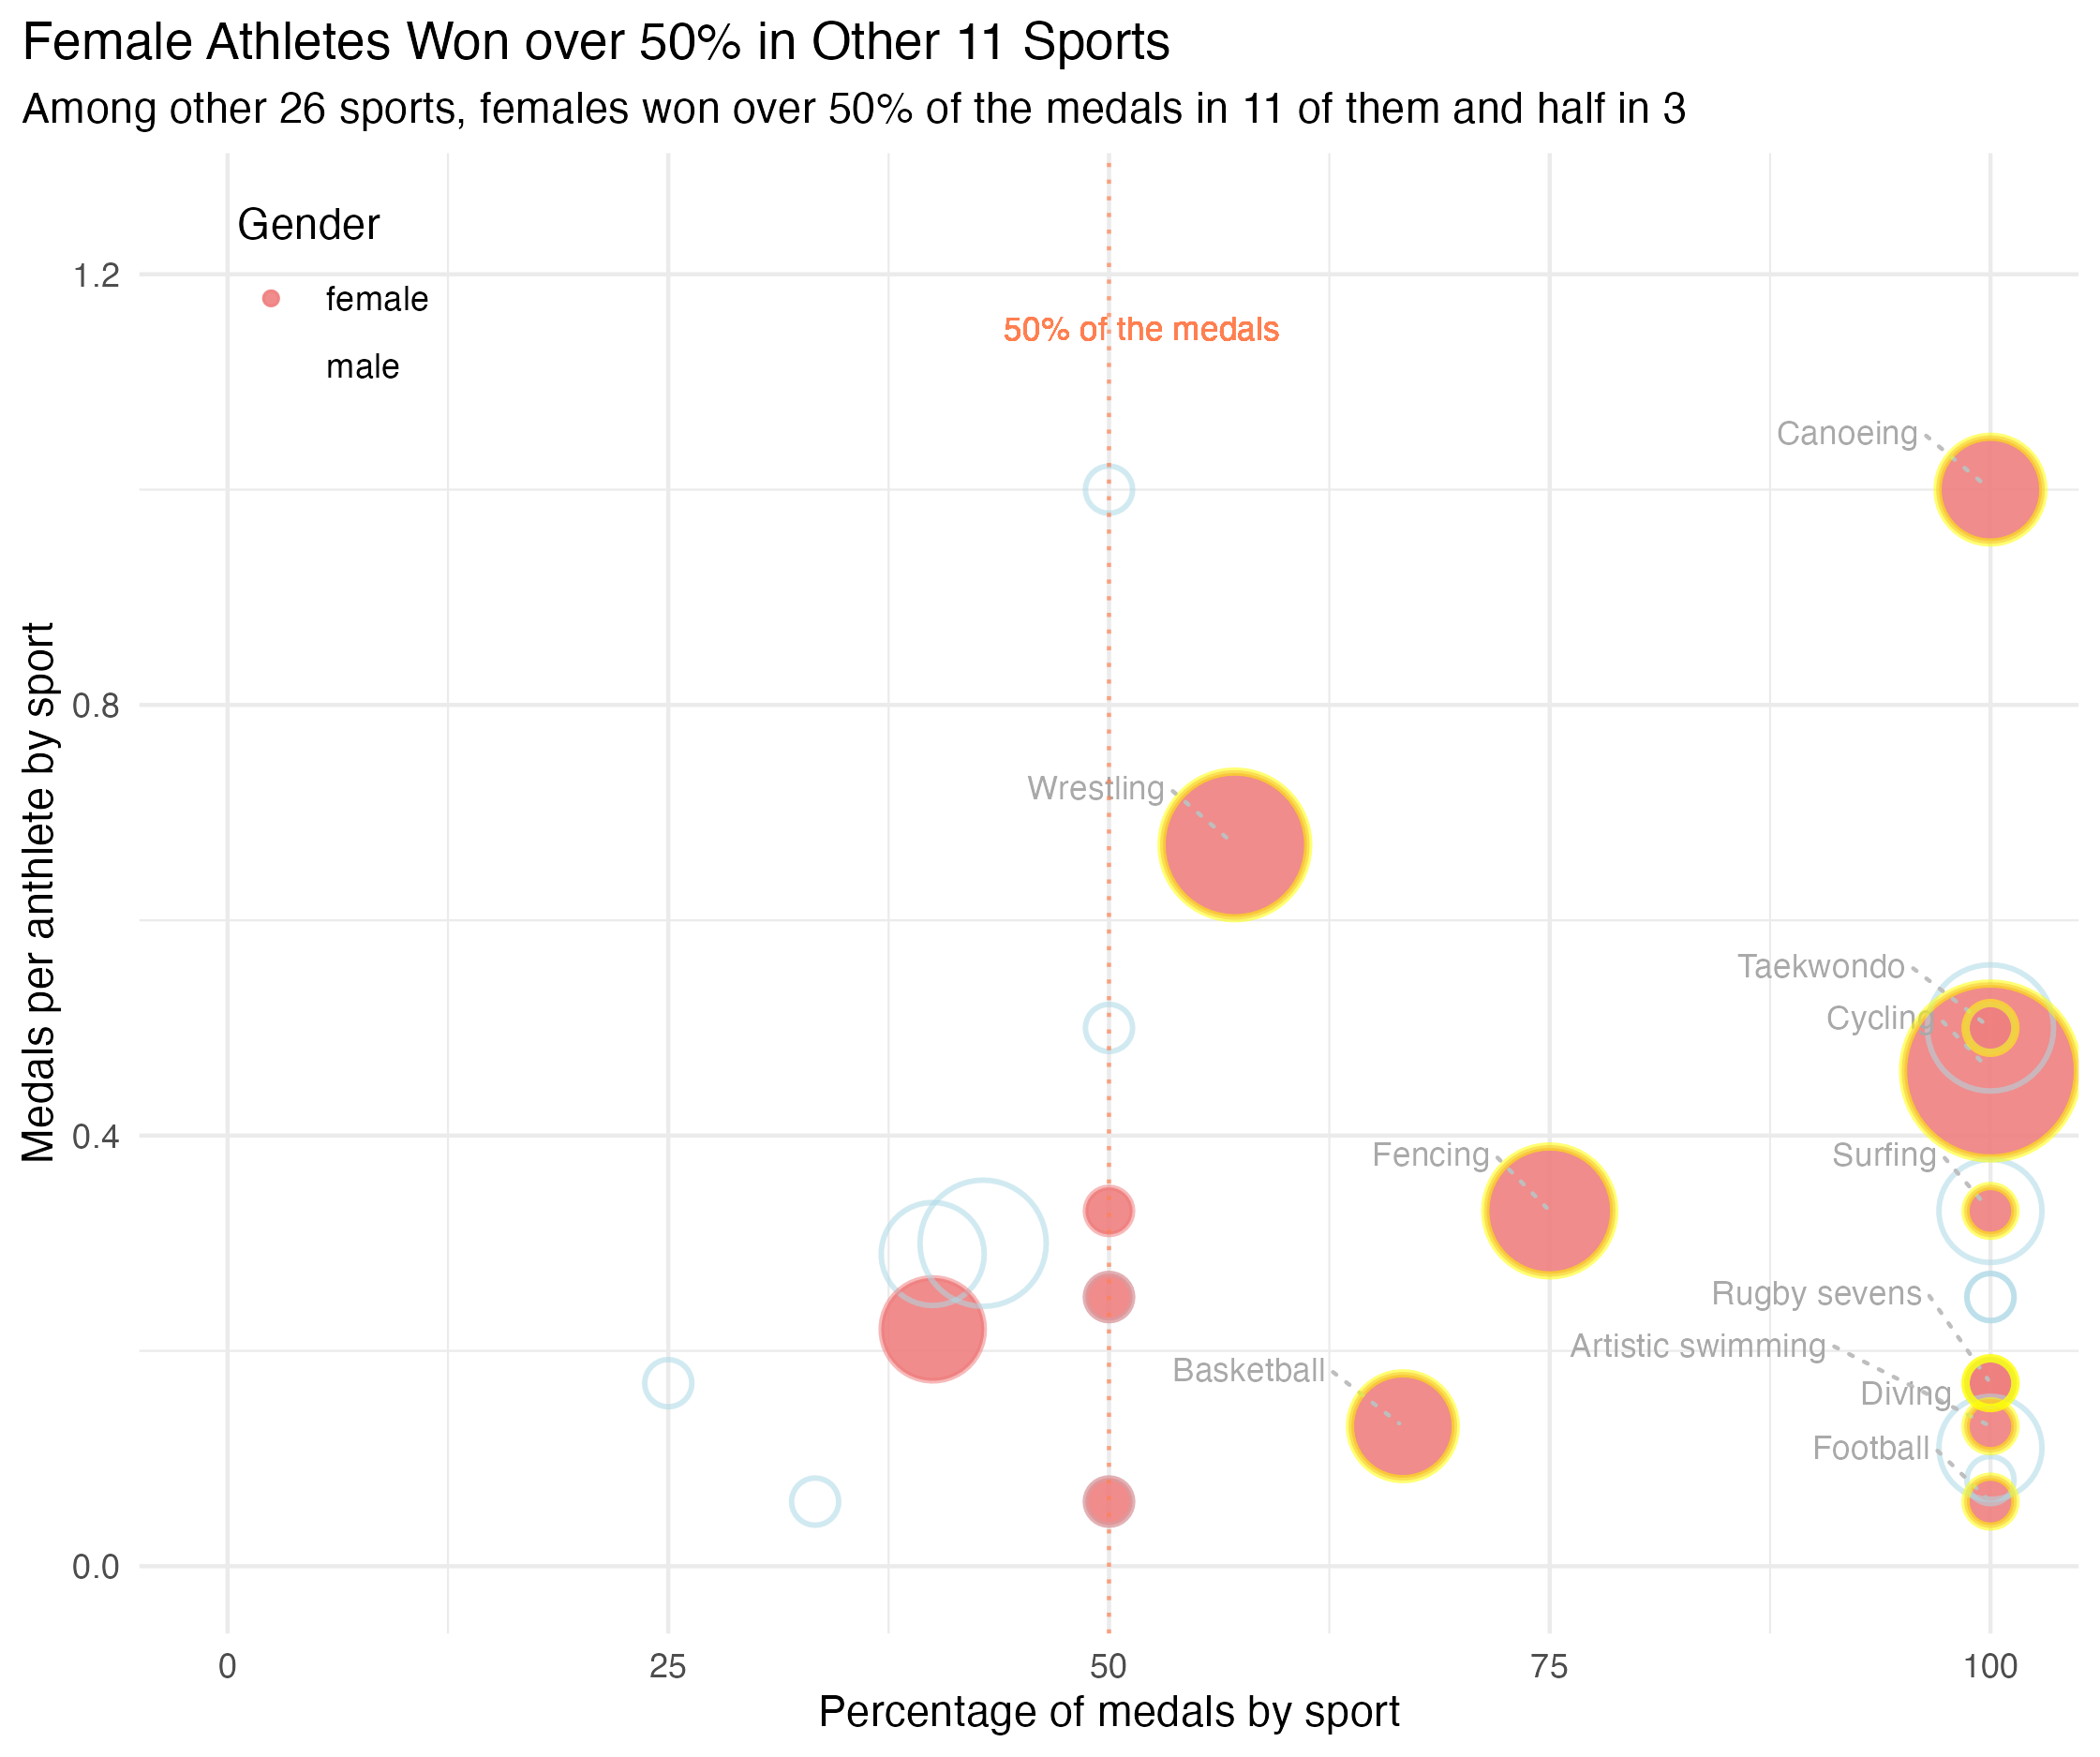 Female Athletes Won over 50% in Other 11 Sports
Among other 26 sports, females won over 50% of the medals in 11 of them and half in 3
Gender
female
male
1.2
0.8
0.4
0.0
Medals per anthlete by sport
50% of the medals
Canoeing
Wrestling
Taekwondo
Cycling
Fencing
Surfing
Rugby sevens
Artistic swimming
Basketball
Diving
Football
0
25
50
75
100
Percentage of medals by sport